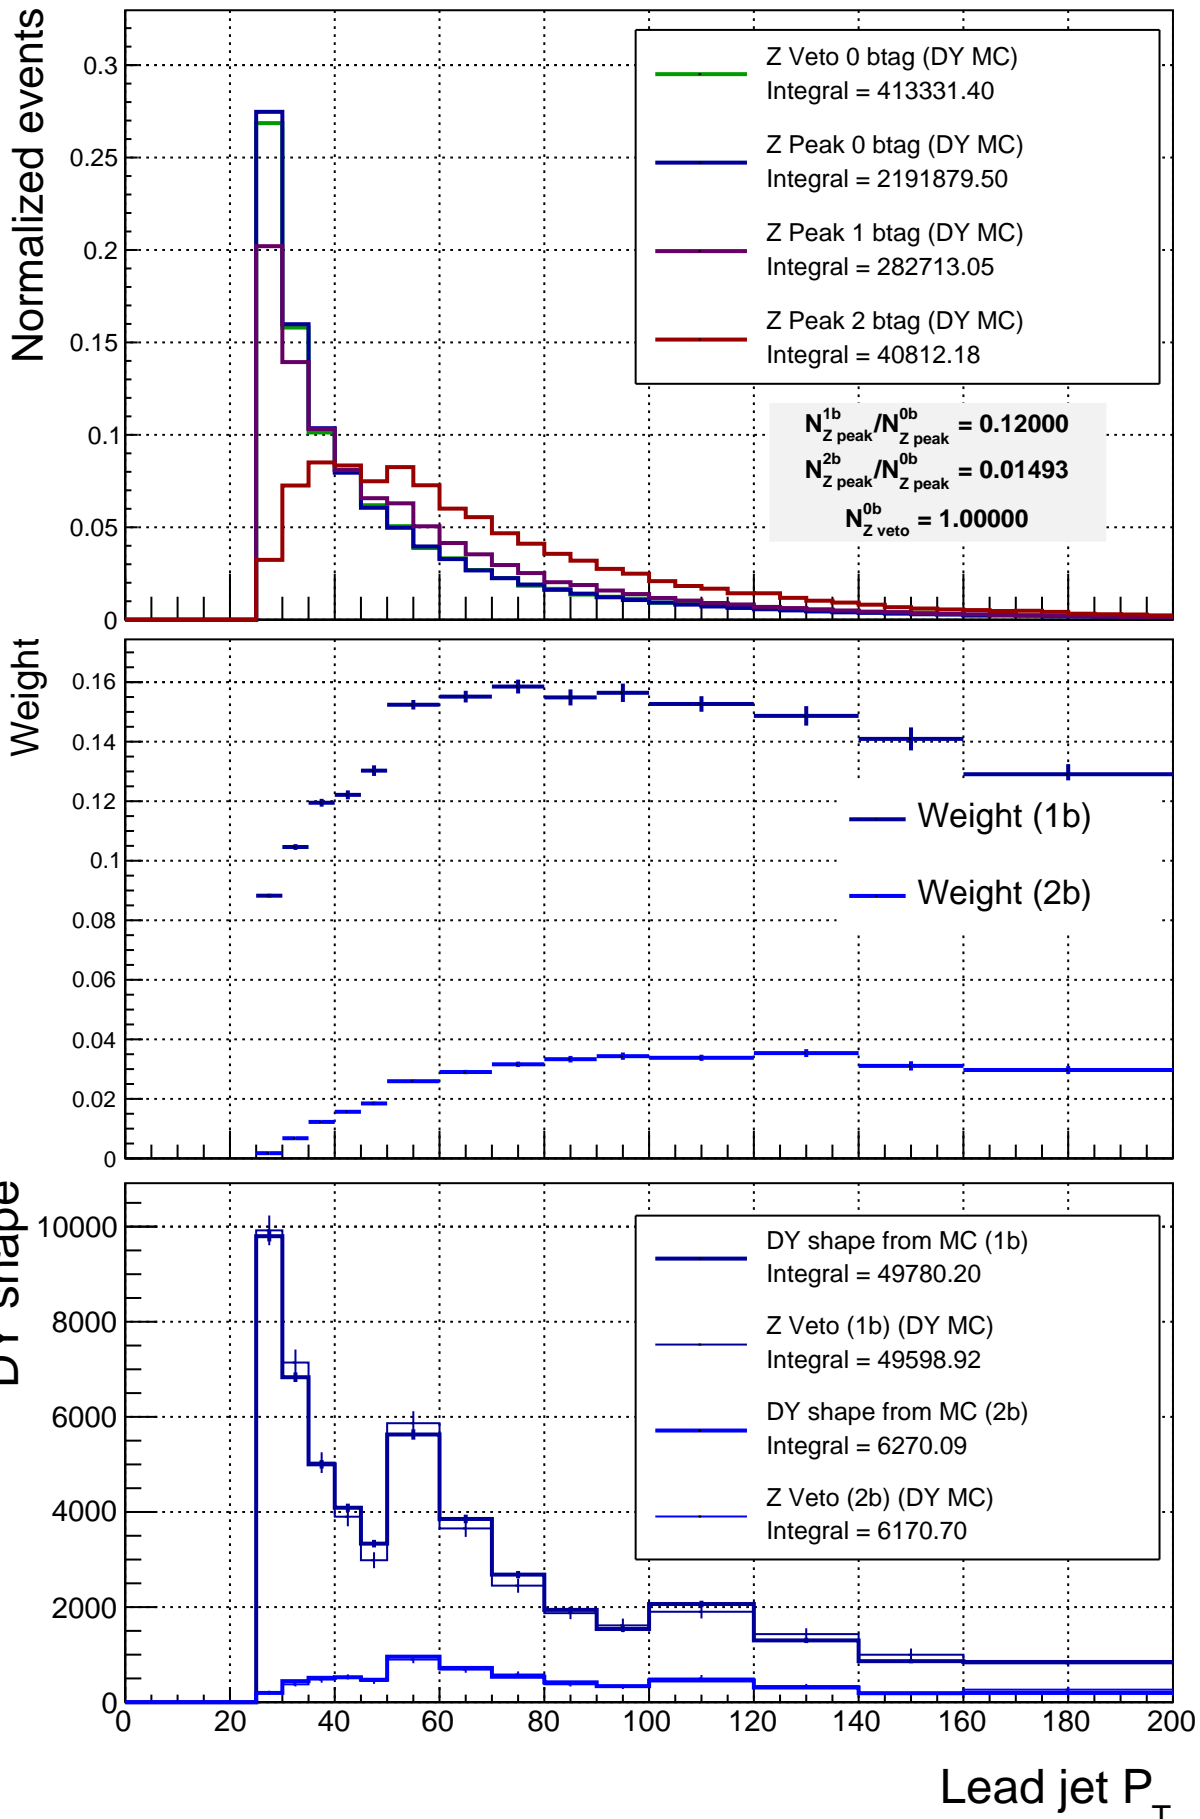 Normalized events
0.3
0.25
0.2
0.15
0.1
0.05
0
Z Veto 0 btag (DY MC)
Integral = 413331.40
Z Peak 0 btag (DY MC)
Integral = 2191879.50
Z Peak 1 btag (DY MC)
Integral = 282713.05
Z Peak 2 btag (DY MC)
Integral = 40812.18
N^{1b}_{Z peak}/N^{0b}_{Z peak} = 0.12000
N^{2b}_{Z peak}/N^{0b}_{Z peak} = 0.01493
N^{0b}_{Z veto} = 1.00000
Weight
0.16
0.14
0.12
0.1
0.08
0.06
0.04
0.02
0
Weight (1b)
Weight (2b)
DY shape
10000
8000
6000
4000
2000
0
DY shape from MC (1b)
Integral = 49780.20
Z Veto (1b) (DY MC)
Integral = 49598.92
DY shape from MC (2b)
Integral = 6270.09
Z Veto (2b) (DY MC)
Integral = 6170.70
0 20 40 60 80 100 120 140 160 180 200
Lead jet P_T